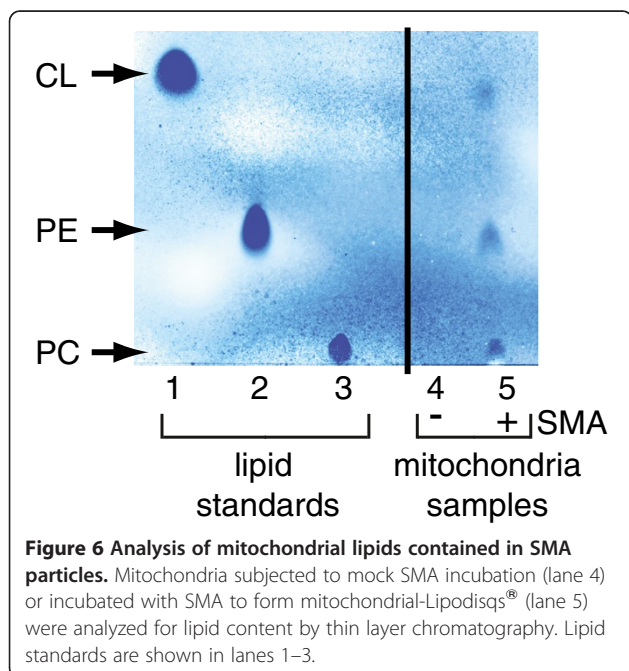 CL
PE
PC
1 2 3 4 5
- + SMA
lipid standards mitochondria samples
Figure 6 Analysis of mitochondrial lipids contained in SMA
particles. Mitochondria subjected to mock SMA incubation (lane 4)
or incubated with SMA to form mitochondrial-Lipodisqs® (lane 5)
were analyzed for lipid content by thin layer chromatography. Lipid
standards are shown in lanes 1–3.